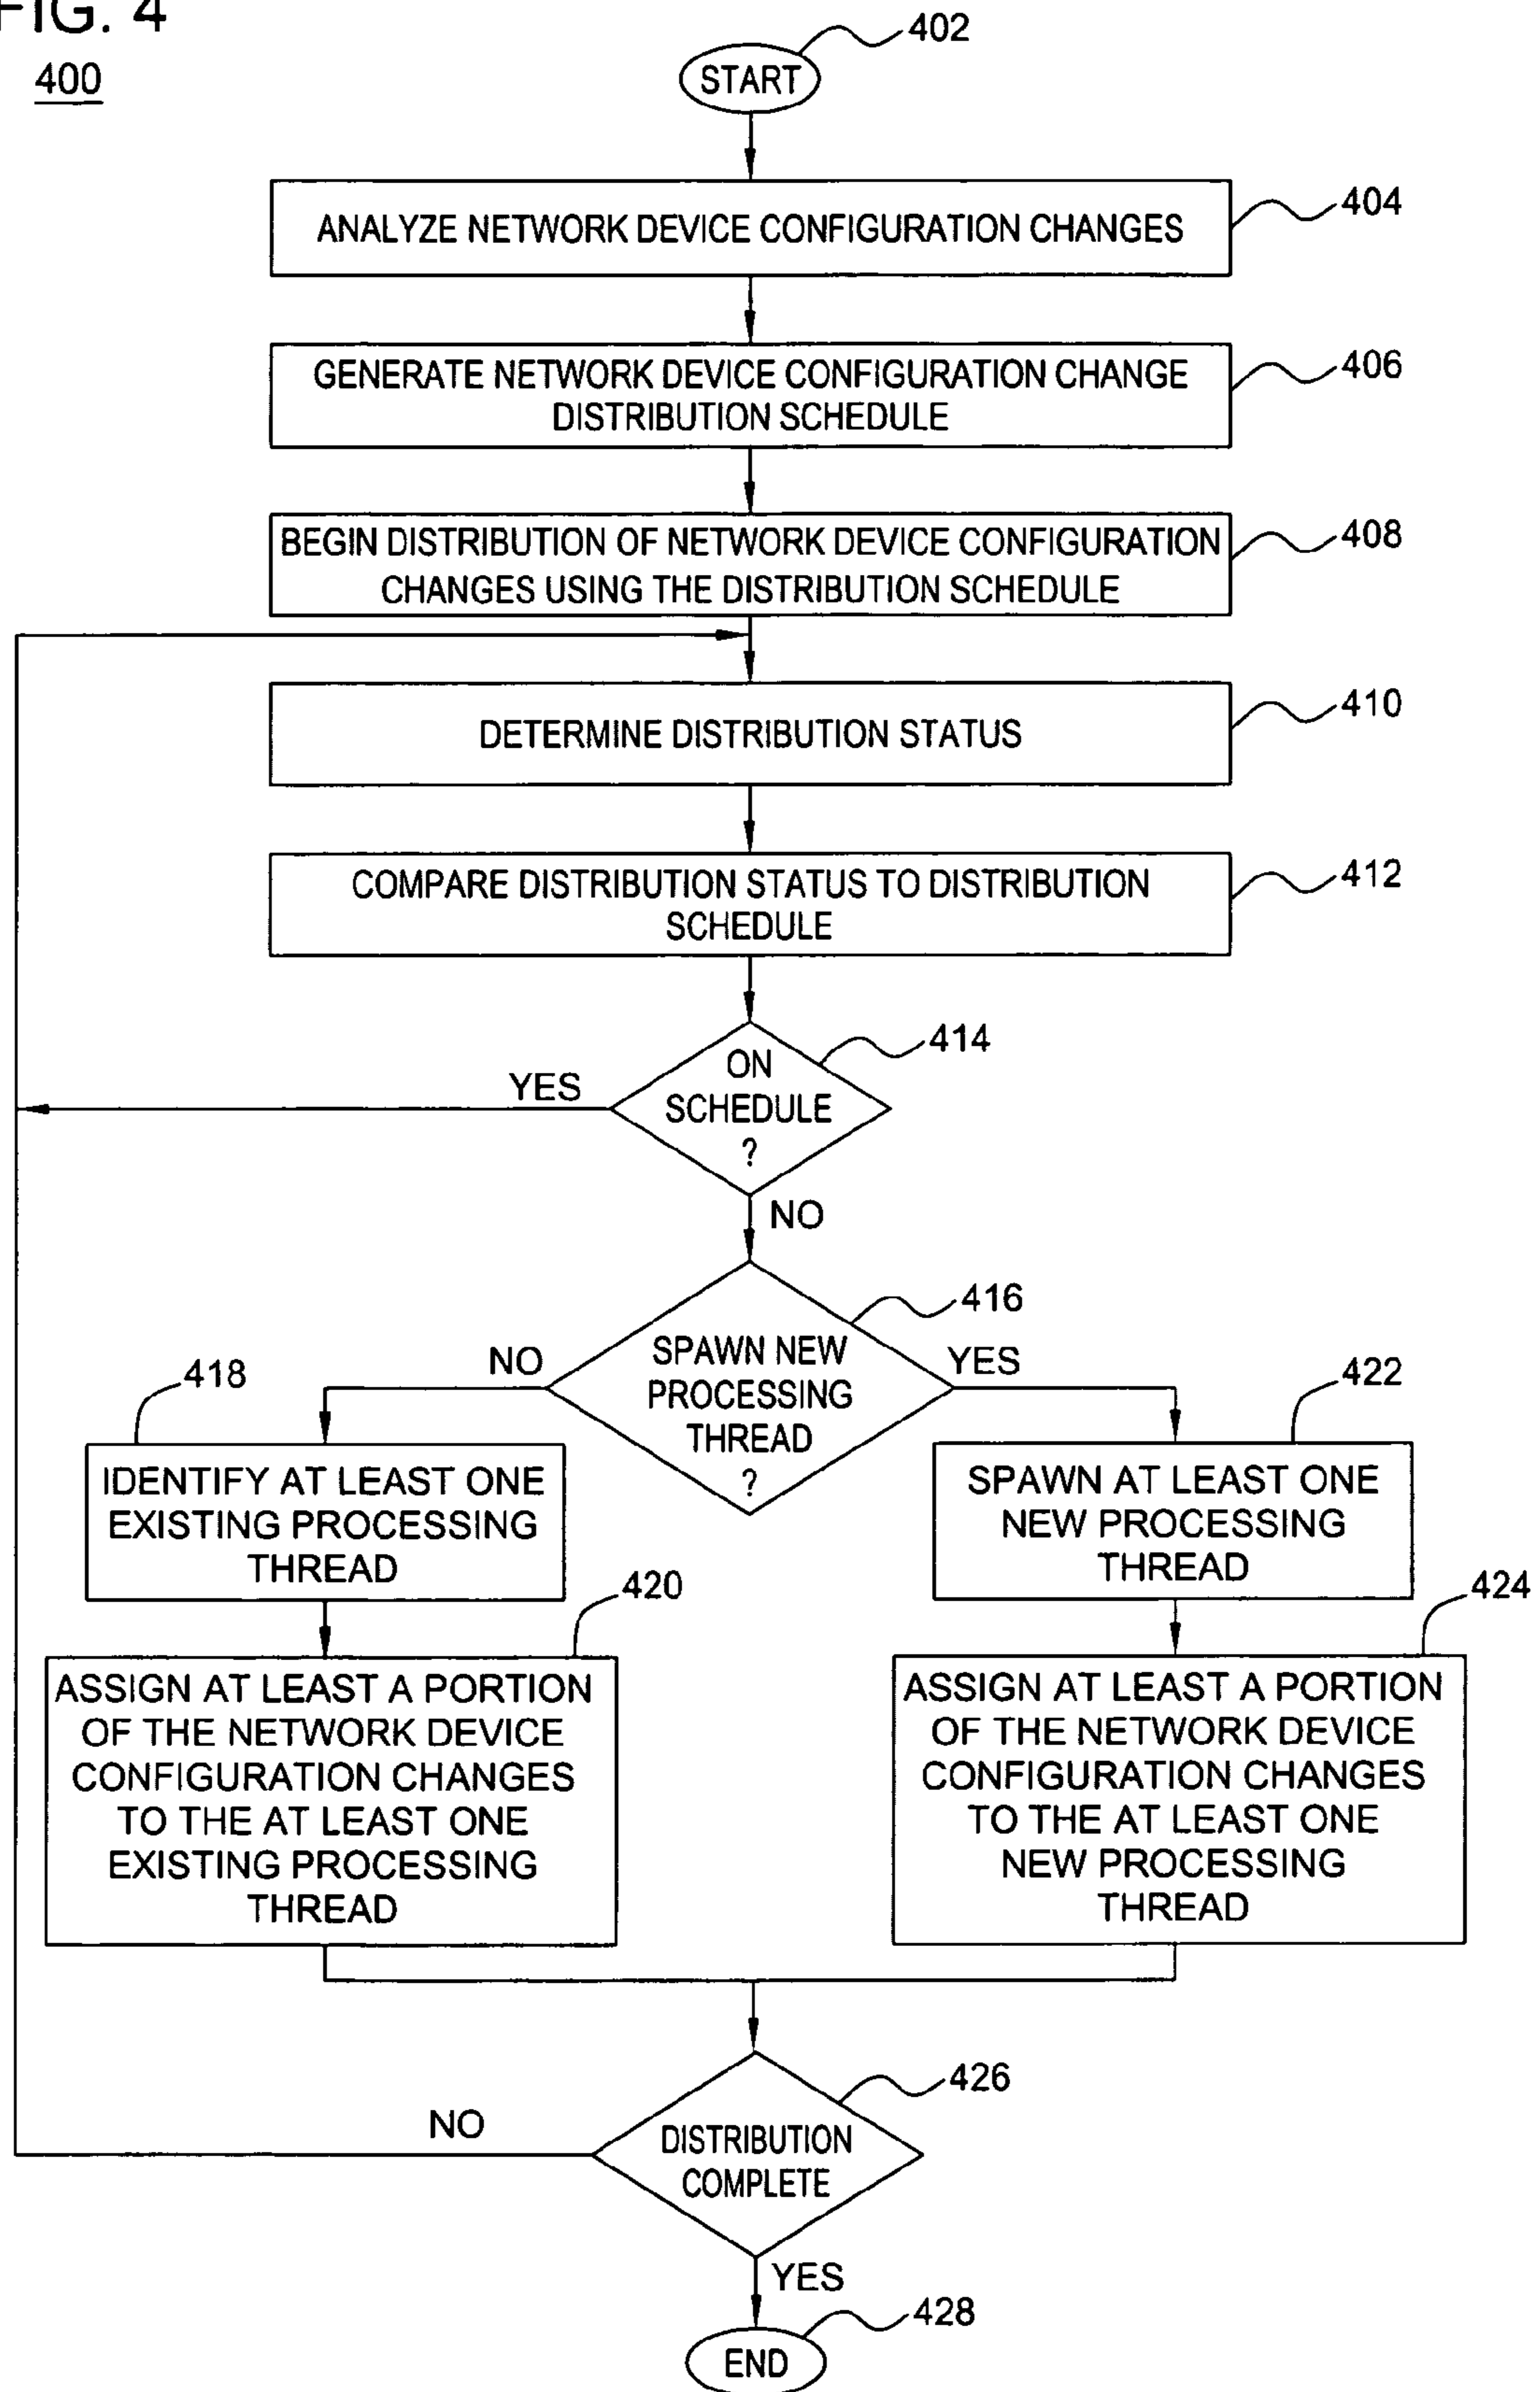 FIG. 4
400
402
START
ANALYZE NETWORK DEVICE CONFIGURATION CHANGES
404
GENERATE NETWORK DEVICE CONFIGURATION CHANGE
DISTRIBUTION SCHEDULE
406
BEGIN DISTRIBUTION OF NETWORK DEVICE CONFIGURATION
CHANGES USING THE DISTRIBUTION SCHEDULE
408
DETERMINE DISTRIBUTION STATUS
410
COMPARE DISTRIBUTION STATUS TO DISTRIBUTION
SCHEDULE
412
ON
SCHEDULE
?
414
YES
NO
SPAWN NEW
PROCESSING
THREAD
?
416
NO
YES
418
IDENTIFY AT LEAST ONE
EXISTING PROCESSING
THREAD
422
SPAWN AT LEAST ONE
NEW PROCESSING
THREAD
420
ASSIGN AT LEAST A PORTION
OF THE NETWORK DEVICE
CONFIGURATION CHANGES
TO THE AT LEAST ONE
EXISTING PROCESSING
THREAD
424
ASSIGN AT LEAST A PORTION
OF THE NETWORK DEVICE
CONFIGURATION CHANGES
TO THE AT LEAST ONE
NEW PROCESSING
THREAD
426
DISTRIBUTION
COMPLETE
NO
YES
428
END